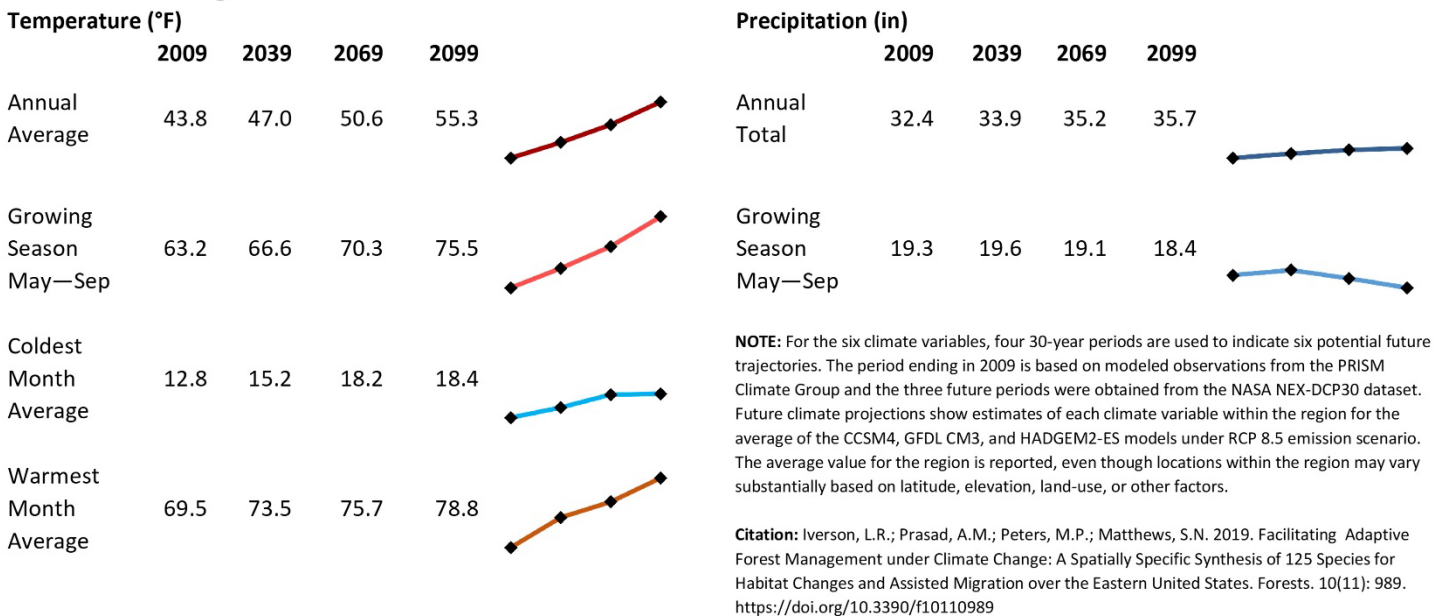 Temperature (°F)
2009 2039 2069 2099
Annual
Average
43.8 47.0 50.6 55.3
Growing
Season
May—Sep
63.2 66.6 70.3 75.5
Coldest
Month
Average
12.8 15.2 18.2 18.4
Warmest
Month
Average
69.5 73.5 75.7 78.8
Precipitation (in)
2009 2039 2069 2099
Annual
Total
32.4 33.9 35.2 35.7
Growing
Season
May—Sep
19.3 19.6 19.1 18.4
NOTE: For the six climate variables, four 30-year periods are used to indicate six potential future
trajectories. The period ending in 2009 is based on modeled observations from the PRISM
Climate Group and the three future periods were obtained from the NASA NEX-DCP30 dataset.
Future climate projections show estimates of each climate variable within the region for the
average of the CCSM4, GFDL CM3, and HADGEM2-ES models under RCP 8.5 emission scenario.
The average value for the region is reported, even though locations within the region may vary
substantially based on latitude, elevation, land-use, or other factors.
Citation: Iverson, L.R.; Prasad, A.M.; Peters, M.P.; Matthews, S.N. 2019. Facilitating Adaptive
Forest Management under Climate Change: A Spatially Specific Synthesis of 125 Species for
Habitat Changes and Assisted Migration over the Eastern United States. Forests. 10(11): 989.
https://doi.org/10.3390/f10110989